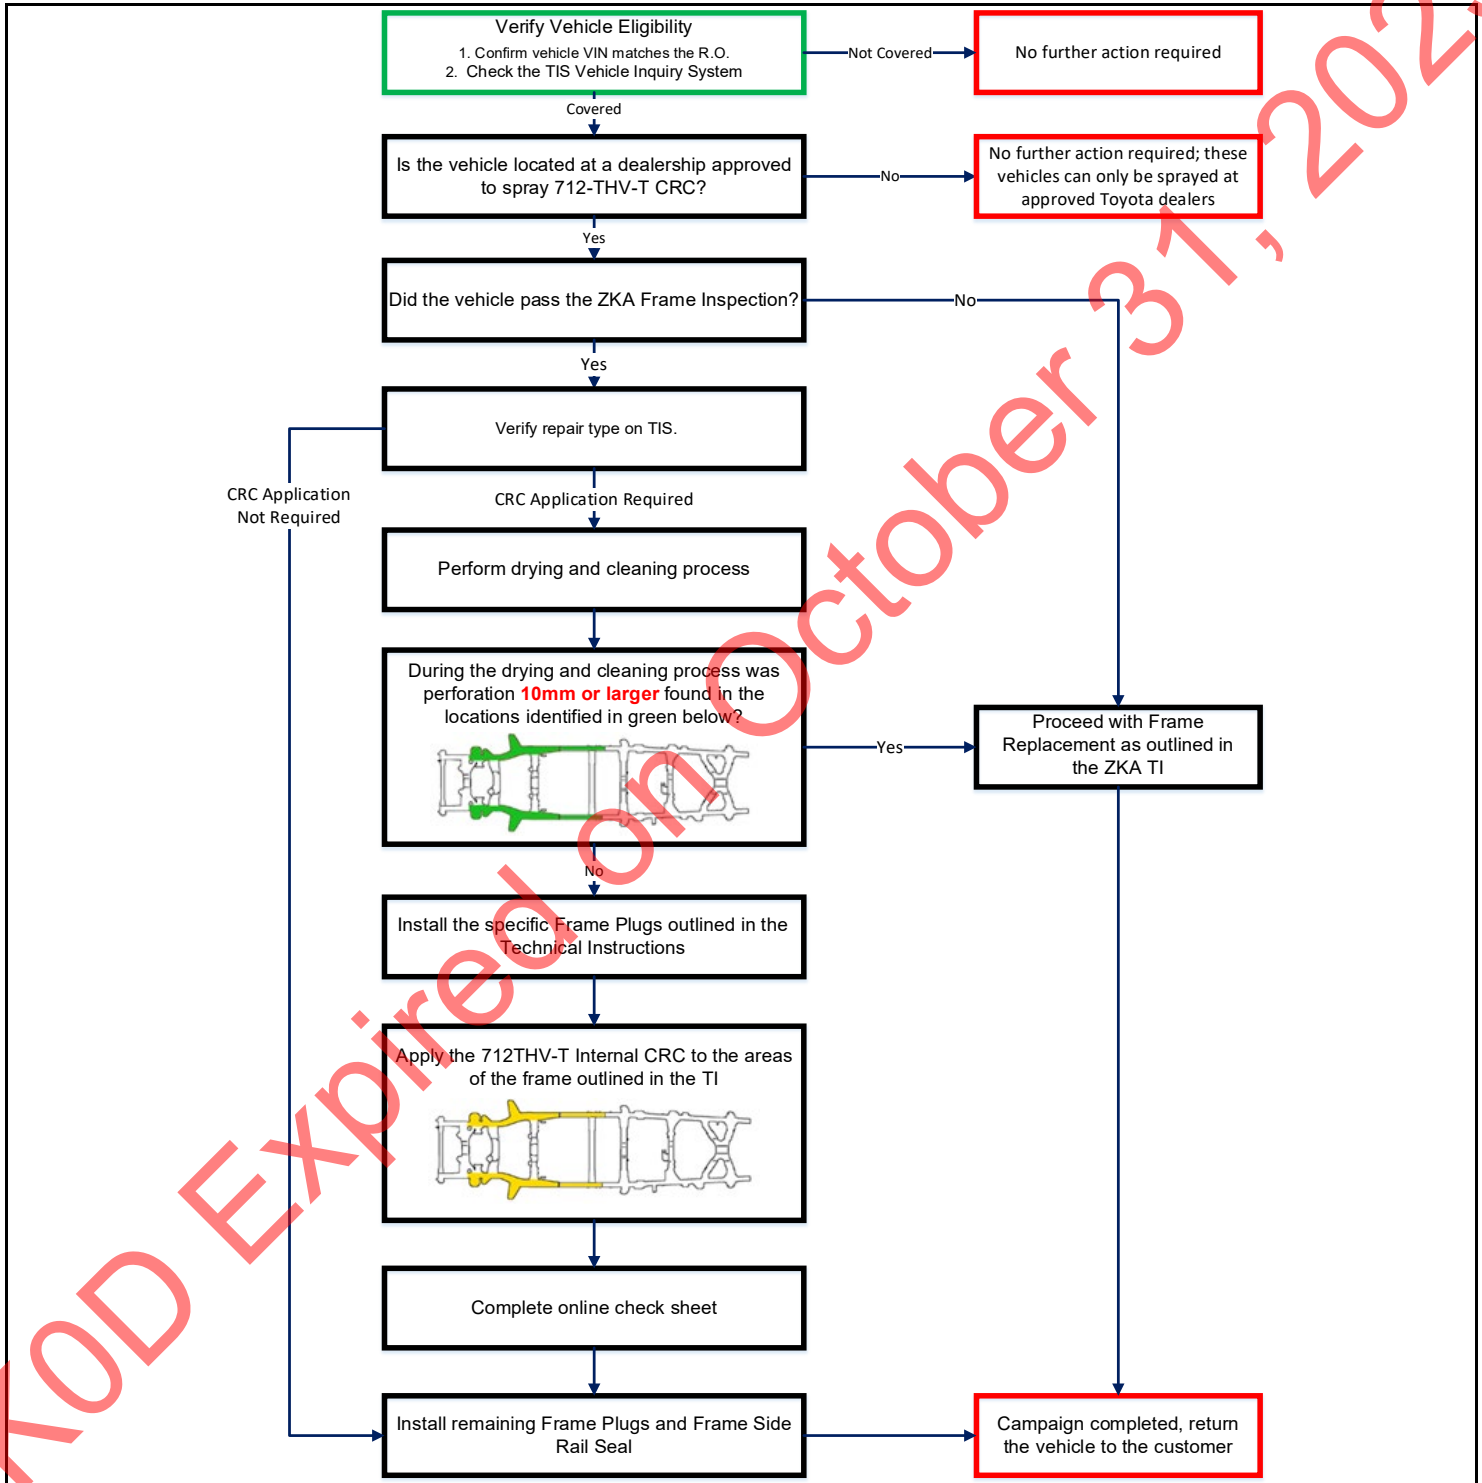 Verify Vehicle Eligibility
1. Confirm vehicle VIN matches the R.O.
2. Check the TIS Vehicle Inquiry System
Not Covered
No further action required
Covered
Is the vehicle located at a dealership approved
to spray 712-THV-T CRC?
No
No further action required; these
vehicles can only be sprayed at
approved Toyota dealers
Yes
Did the vehicle pass the ZKA Frame Inspection?
No
Yes
Verify repair type on TIS.
CRC Application
Not Required
CRC Application Required
Perform drying and cleaning process
During the drying and cleaning process was
perforation 10mm or larger found in the
locations identified in green below?
Yes
Proceed with Frame
Replacement as outlined in
the ZKA TI
No
Install the specific Frame Plugs outlined in the
Technical Instructions
Apply the 712THV-T Internal CRC to the areas
of the frame outlined in the TI
Complete online check sheet
Install remaining Frame Plugs and Frame Side
Rail Seal
Campaign completed, return
the vehicle to the customer
K0D Expired on October 31, 202